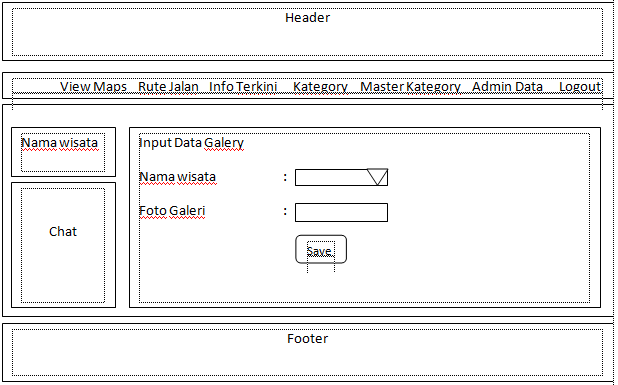 Header
View Maps Rute Jalan Info Terkini Kategory Master Kategory Admin Data Logout
Nama wisata
Input Data Galery
Nama wisata :
Foto Galeri :
Save
Chat
Footer